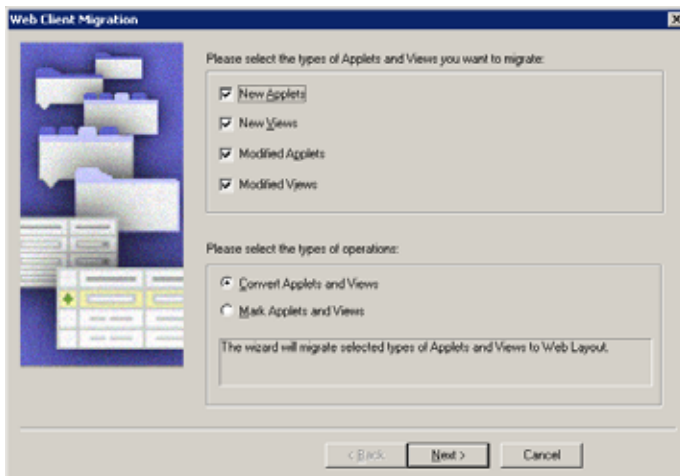 Web Client Migration
Please select the types of Applets and Views you want to migrate:
New Applets
New Views
Modified Applets
Modified Views
Please select the types of operations:
Convert Applets and Views
Mark Applets and Views
The wizard will migrate selected types of Applets and Views to Web Layout.
< Back
Next >
Cancel